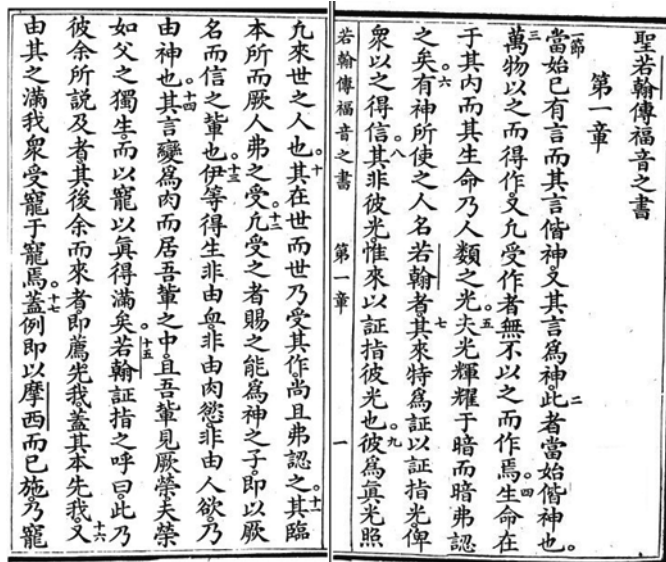 聖若翰傳福音之書
第一章
一節當始已有言而其言偕神又其言為神。此者當始偕神也。
三萬物以之而得作。又凢受作者無不以之而作焉。四生命在
于其內而其生命乃人類之光。五夫光輝耀于暗而暗弗認
之矣。六有神所使之人名若翰。七者其來特為証以証指光。俾
衆以之得信。八其非彼光。惟來以証指彼光也。九彼為真光照
若翰傳福音之書 第一章 一
凢來世之人也。十其在世而世乃受其作。尚且弗認之。十一其臨
本所而厥人弗之受。十二凢受之者賜之能為神之子。即以厥
名而信之輩也。十三伊等得生非由血。非由肉慾。非由人欲。乃
由神也。十四其言變為肉而居吾輩之中。且吾輩見厥榮夫榮
如父之獨生。而以寵以眞得滿矣。十五若翰証指之呼曰。此乃
彼余所説及者其後余而來者。即薦先我。蓋其本先我。十六又
由其之滿我衆受寵于寵焉。十七蓋例即以摩西而已施。乃寵